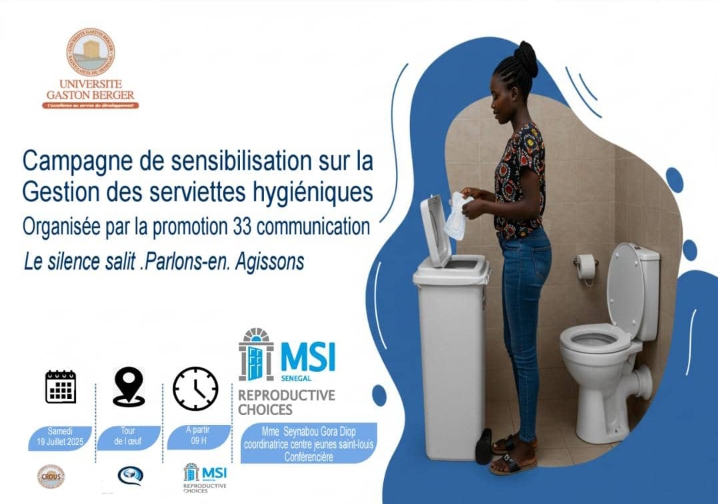 UNIVERSITE
GASTON BERGER
L'excellence au service du développement
Campagne de sensibilisation sur la
Gestion des serviettes hygiéniques
Organisée par la promotion 33 communication
Le silence salit .Parlons-en. Agissons
MSI
SENEGAL
REPRODUCTIVE
CHOICES
Samedi
19 Juillet 2025
Tour
de l œuf
A partir
09 H
Mme Seynabou Gora Diop
coordinatrice centre jeunes saint-louis
Conférencière
CROUS
MSI
SENEGAL
REPRODUCTIVE
CHOICES